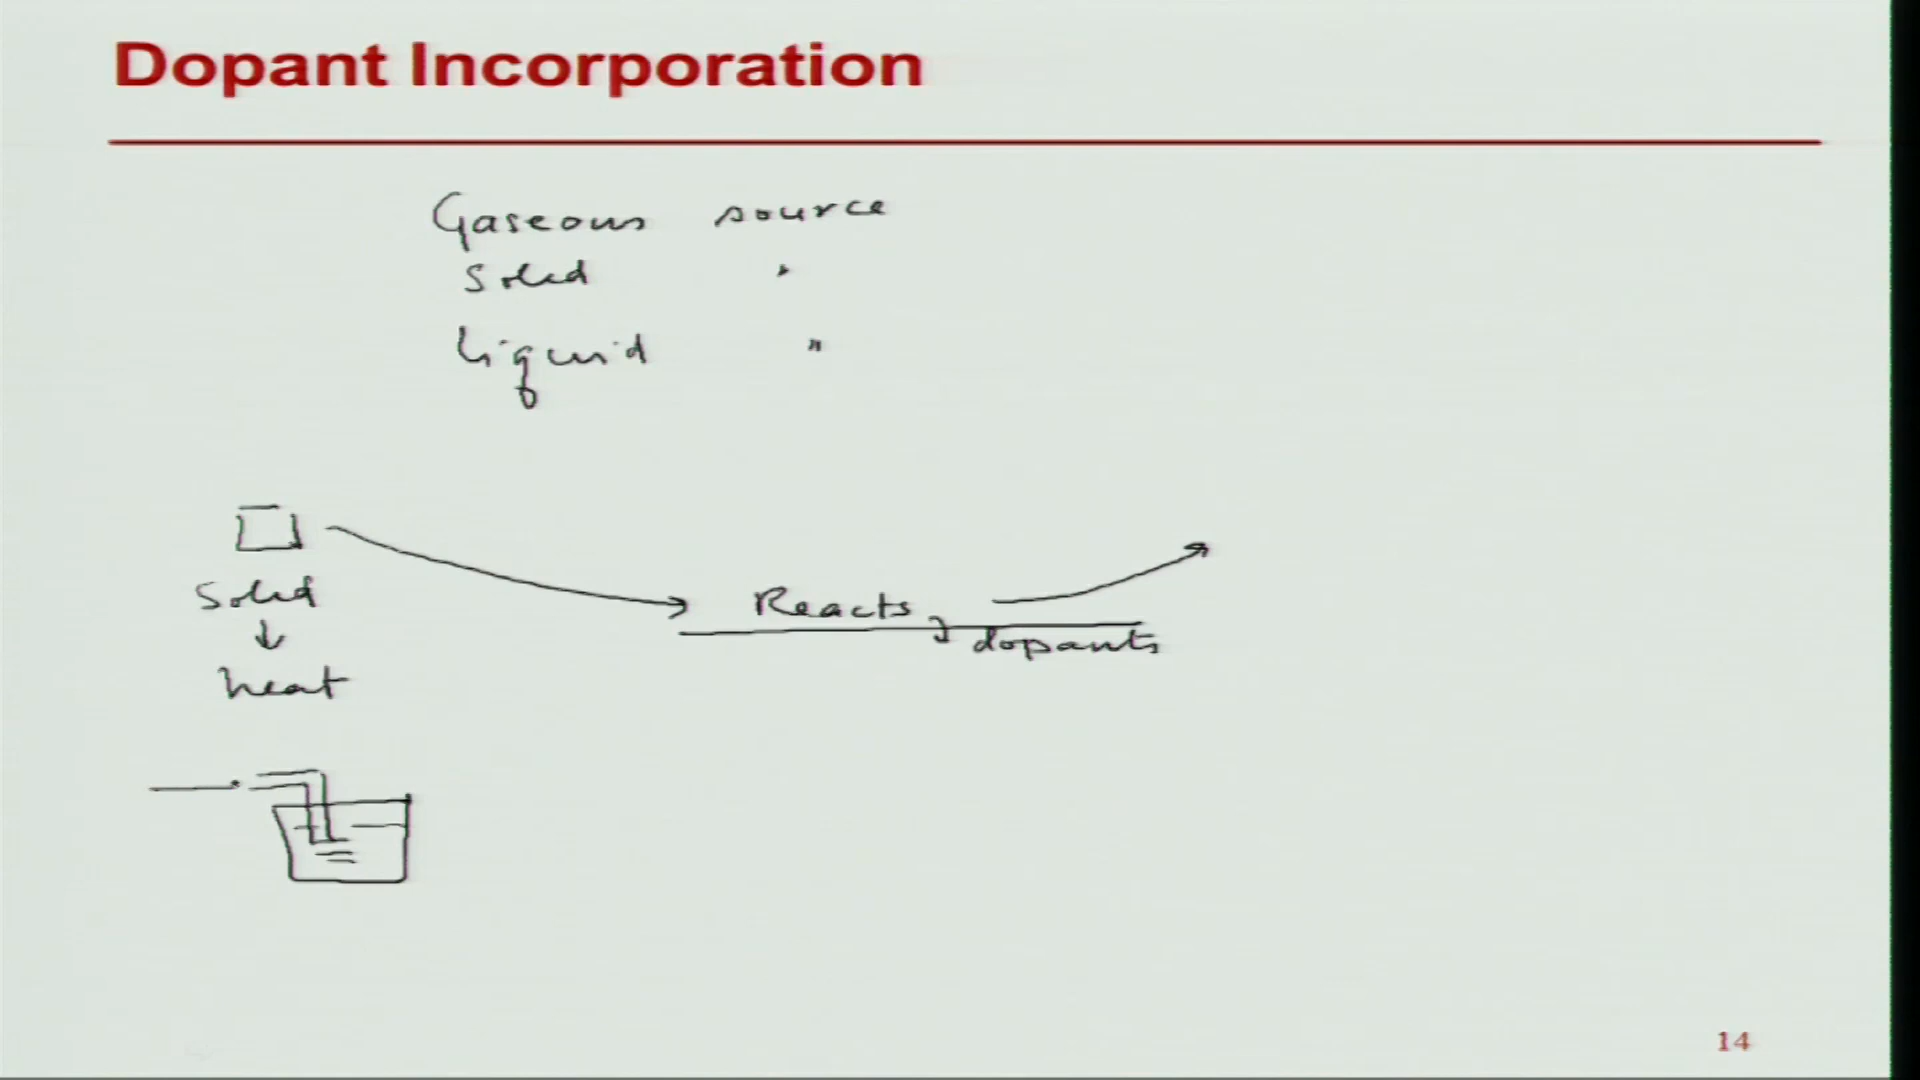 Dopant Incorporation
Gaseous source
Solid "
Liquid "
Solid
Reacts
dopants
heat
14